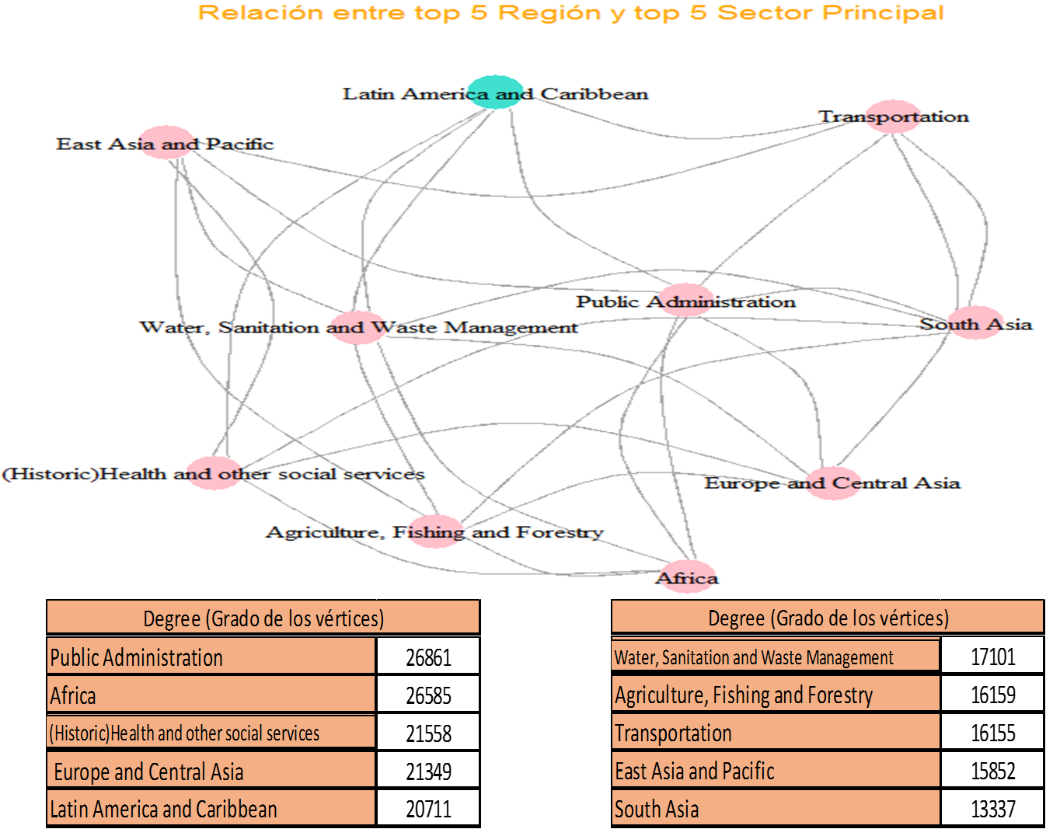 Relación entre top 5 Región y top 5 Sector Principal
Latin America and Caribbean
Transportation
East Asia and Pacific
Public Administration
South Asia
Water, Sanitation and Waste Management
(Historic)Health and other social services
Europe and Central Asia
Agriculture, Fishing and Forestry
Africa
Degree (Grado de los vértices)
Public Administration 26861
Africa 26585
(Historic)Health and other social services 21558
Europe and Central Asia 21349
Latin America and Caribbean 20711
Degree (Grado de los vértices)
Water, Sanitation and Waste Management 17101
Agriculture, Fishing and Forestry 16159
Transportation 16155
East Asia and Pacific 15852
South Asia 13337